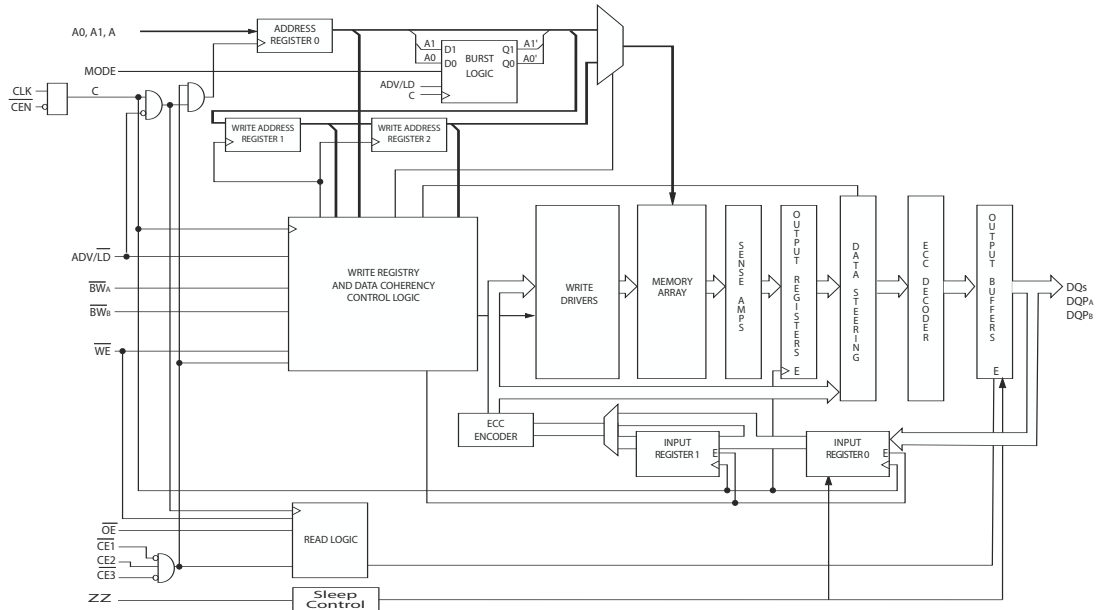 A0, A1, A
ADDRESS
REGISTER 0
MODE
A1
A0
D1
D0
BURST
LOGIC
Q1
Q0
A1'
A0'
ADV/LD
C
CLK
CEN
C
WRITE ADDRESS
REGISTER 1
WRITE ADDRESS
REGISTER 2
ADV/LD
BWA
BWB
WE
WRITE REGISTRY
AND DATA COHERENCY
CONTROL LOGIC
WRITE
DRIVERS
MEMORY
ARRAY
SENSE AMPS
OUTPUT REGISTERS
E
DATA STEERING
ECC DECODER
OUTPUT BUFFERS
E
DQs
DQPA
DQPB
ECC
ENCODER
INPUT
REGISTER 1
E
INPUT
REGISTER 0
E
OE
CE1
CE2
CE3
READ LOGIC
ZZ
Sleep
Control